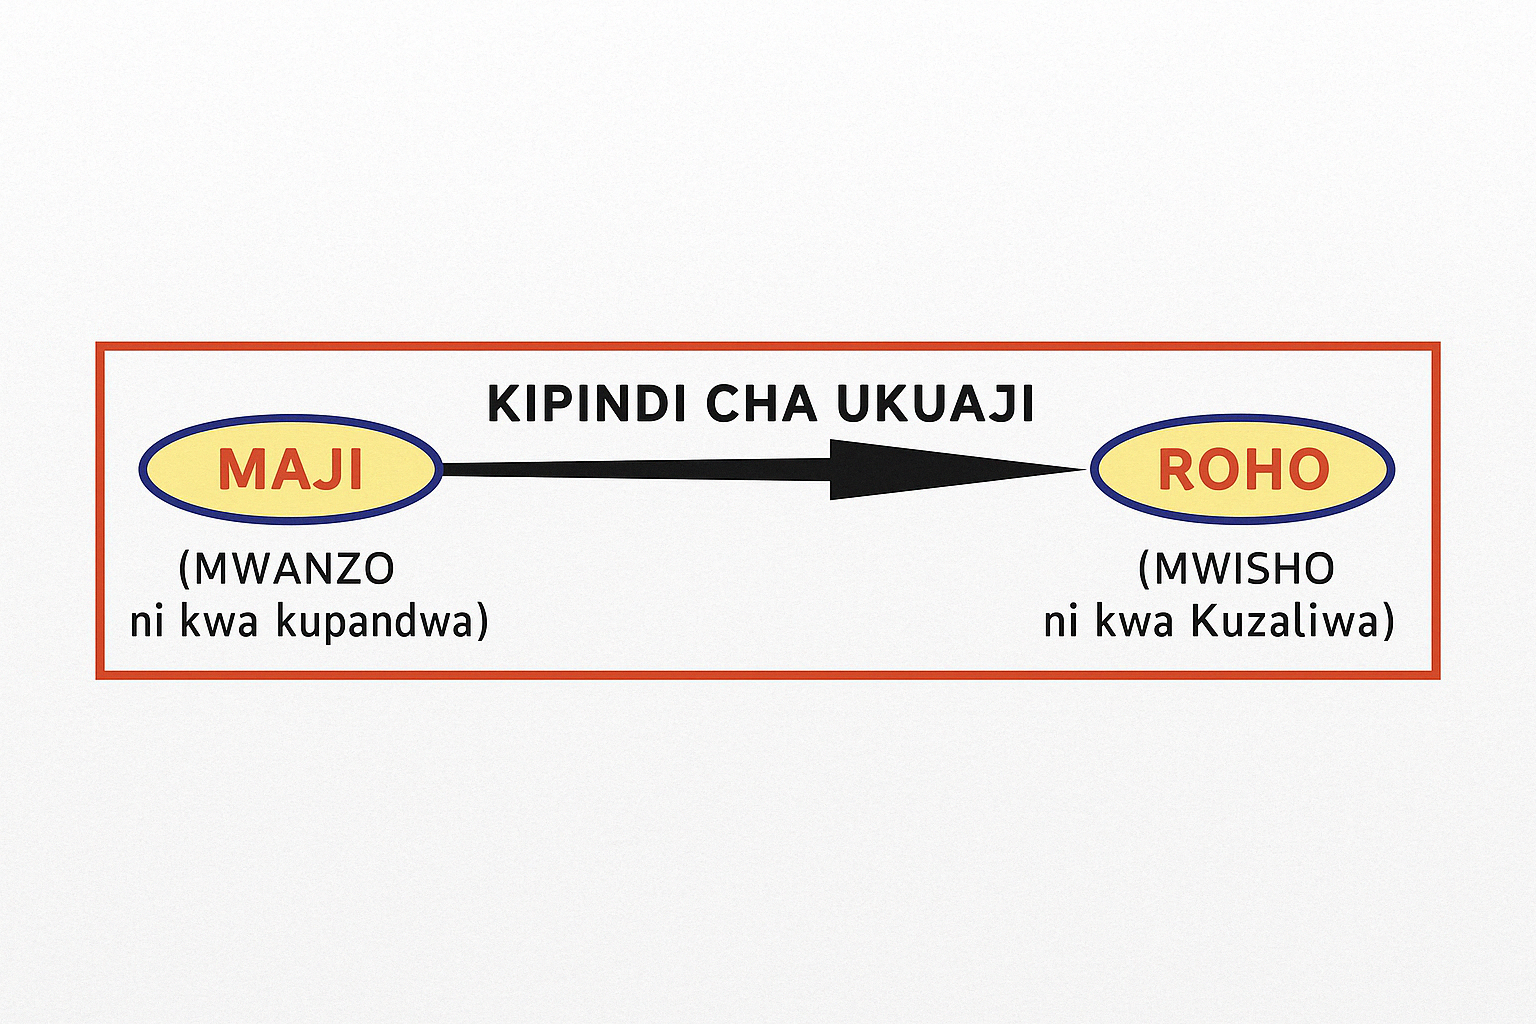 KIPINDI CHA UKUAJI
MAJI
ROHO
(MWANZO
ni kwa kupandwa)
(MWISHO
ni kwa Kuzaliwa)